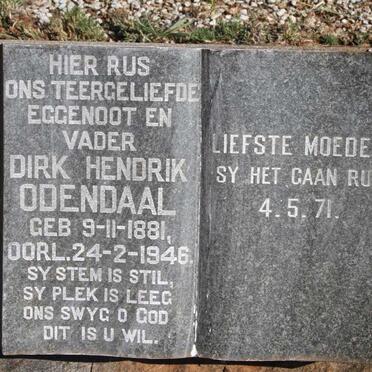 HIER RUS
ONS TEERGELIEFDE
EGGENOOT EN
VADER
DIRK HENDRIK
ODENDAAL
GEB 9-11-1881,
OORL. 24-2-1946.
SY STEM IS STIL,
SY PLEK IS LEEG
ONS SWYG O GOD
DIT IS U WIL.
LIEFSTE MOEDE
SY HET GAAN RU
4.5.71.